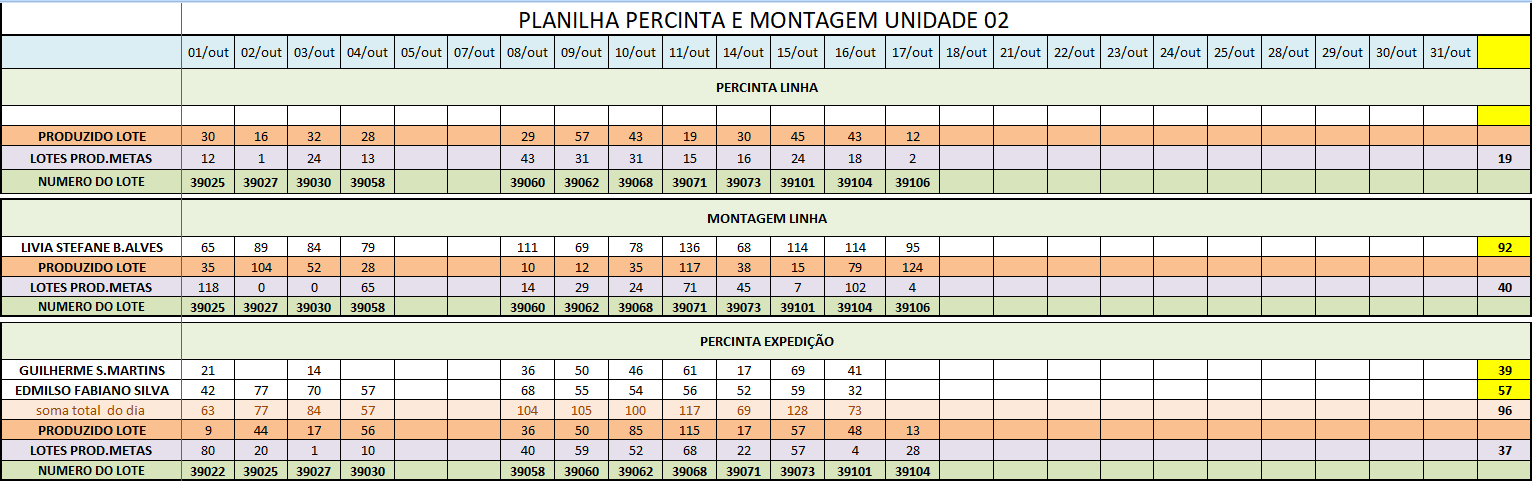 PLANILHA PERCINTA E MONTAGEM UNIDADE 02
01/out 02/out 03/out 04/out 05/out 07/out 08/out 09/out 10/out 11/out 14/out 15/out 16/out 17/out 18/out 21/out 22/out 23/out 24/out 25/out 28/out 29/out 30/out 31/out
PERCINTA LINHA
PRODUZIDO LOTE 30 16 32 28 29 57 43 19 30 45 43 12
LOTES PROD.METAS 12 1 24 13 43 31 31 15 16 24 18 2 19
NUMERO DO LOTE 39025 39027 39030 39058 39060 39062 39068 39071 39073 39101 39104 39106
MONTAGEM LINHA
LIVIA STEFANE B.ALVES 65 89 84 79 111 69 78 136 68 114 114 95 92
PRODUZIDO LOTE 35 104 52 28 10 12 35 117 38 15 79 124
LOTES PROD.METAS 118 0 0 65 14 29 24 71 45 7 102 4 40
NUMERO DO LOTE 39025 39027 39030 39058 39060 39062 39068 39071 39073 39101 39104 39106
PERCINTA EXPEDIÇÃO
GUILHERME S.MARTINS 21 14 36 50 46 61 17 69 41 39
EDMILSO FABIANO SILVA 42 77 70 57 68 55 54 56 52 59 32 57
soma total do dia 63 77 84 57 104 105 100 117 69 128 73 96
PRODUZIDO LOTE 9 44 17 56 36 50 85 115 17 57 48 13
LOTES PROD.METAS 80 20 1 10 40 59 52 68 22 57 4 28 37
NUMERO DO LOTE 39022 39025 39027 39030 39058 39060 39062 39068 39071 39073 39101 39104